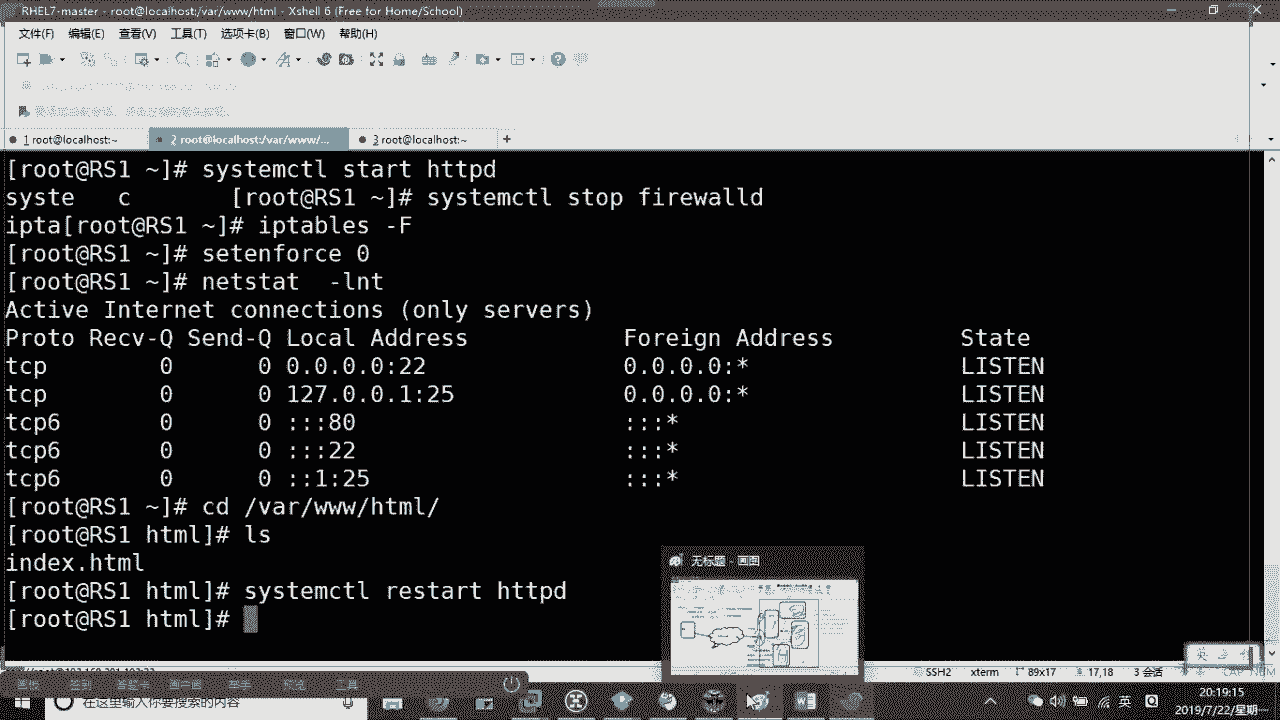 RHEL7-master - root@localhost:/var/www/html - Xshell 6 (Free for Home/School)
文件(F) 编辑(E) 查看(V) 工具(T) 选项卡(B) 窗口(W) 帮助(H)
1 root@localhost:~ 2 root@localhost:/var/www/... 3 root@localhost:~ +
[root@RS1 ~]# systemctl start httpd
syste c [root@RS1 ~]# systemctl stop firewalld
ipta[root@RS1 ~]# iptables -F
[root@RS1 ~]# setenforce 0
[root@RS1 ~]# netstat -lnt
Active Internet connections (only servers)
Proto Recv-Q Send-Q Local Address Foreign Address State
tcp 0 0 0.0.0.0:22 0.0.0.0:* LISTEN
tcp 0 0 127.0.0.1:25 0.0.0.0:* LISTEN
tcp6 0 0 :::80 :::* LISTEN
tcp6 0 0 :::22 :::* LISTEN
tcp6 0 0 ::1:25 :::* LISTEN
[root@RS1 ~]# cd /var/www/html/
[root@RS1 html]# ls
index.html
[root@RS1 html]# systemctl restart httpd
[root@RS1 html]#
无标题 - 画图
SSH2 xterm 89x17 17,18 3 会话 CAP NUM
工具
在这里输入你要搜索的内容
英
20:19:15
2019/7/22/星期一